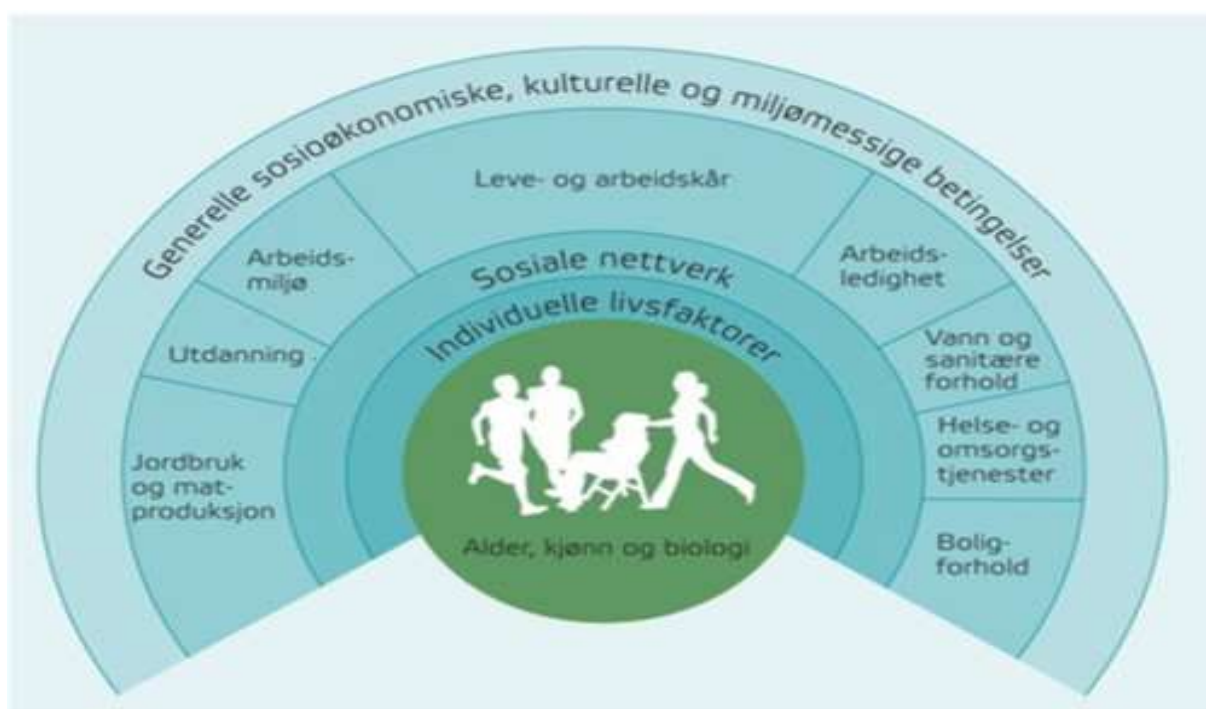 Generelle sosioøkonomiske, kulturelle og miljømessige betingelser
Leve- og arbeidskår
Arbeids-
miljø
Utdanning
Jordbruk
og mat-
produksjon
Arbeids-
ledighet
Vann og
sanitære
forhold
Helse- og
omsorgs-
tjenester
Bolig-
forhold
Sosiale nettverk
Individuelle livsfaktorer
Alder, kjønn og biologi